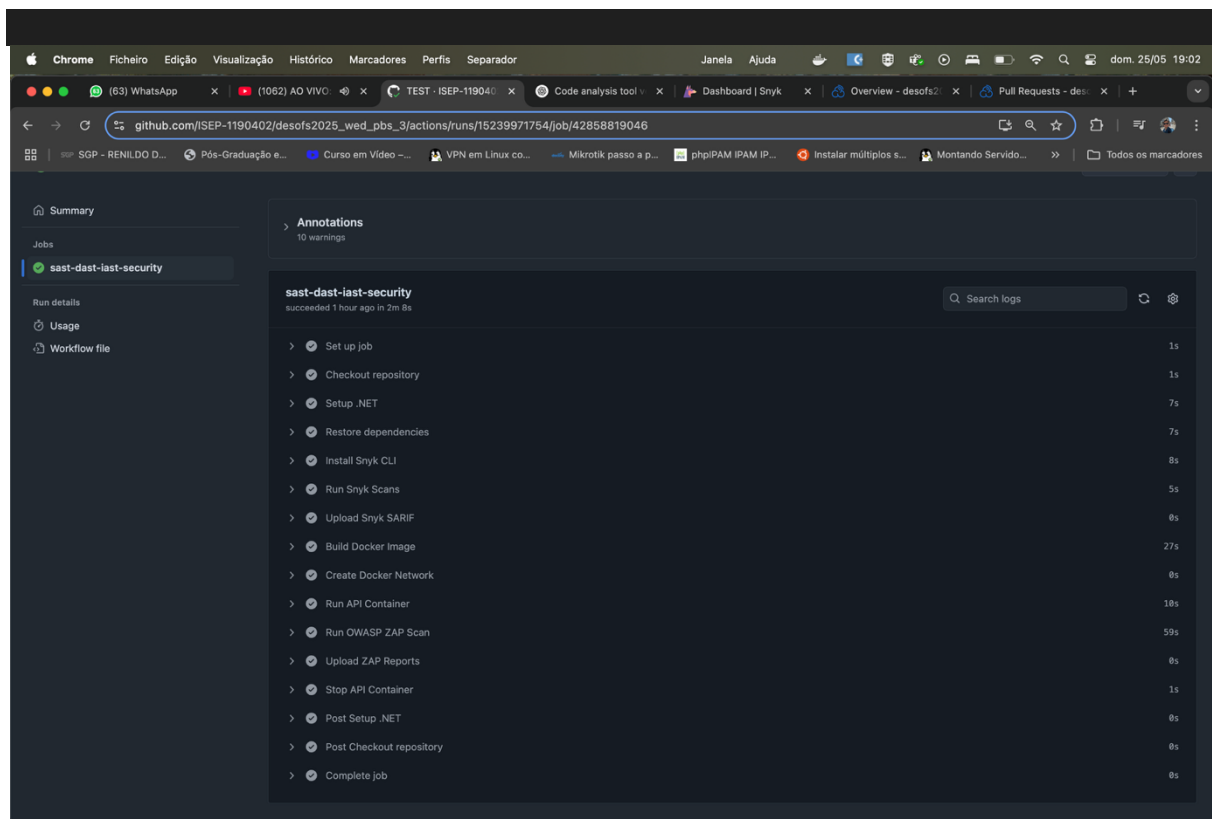 Chrome Ficheiro Edição Visualização Histórico Marcadores Perfis Separador Janela Ajuda dom. 25/05 19:02
(63) WhatsApp (1062) AO VIVO: TEST · ISEP-119040 Code analysis tool Dashboard | Snyk Overview - desofs2 Pull Requests - des
github.com/ISEP-1190402/desofs2025_wed_pbs_3/actions/runs/15239971754/job/42858819046
SGP - RENILDO D... Pós-Graduação e... Curso em Vídeo –... VPN em Linux co... Mikrotik passo a p... phpIPAM IPAM IP... Instalar múltiplos s... Montando Servido... » Todos os marcadores
Summary
Annotations
10 warnings
Jobs
sast-dast-iast-security
sast-dast-iast-security
succeeded 1 hour ago in 2m 8s
Search logs
Run details
Usage
Workflow file
Set up job 1s
Checkout repository 1s
Setup .NET 7s
Restore dependencies 7s
Install Snyk CLI 8s
Run Snyk Scans 5s
Upload Snyk SARIF 0s
Build Docker Image 27s
Create Docker Network 0s
Run API Container 10s
Run OWASP ZAP Scan 59s
Upload ZAP Reports 0s
Stop API Container 1s
Post Setup .NET 0s
Post Checkout repository 0s
Complete job 0s